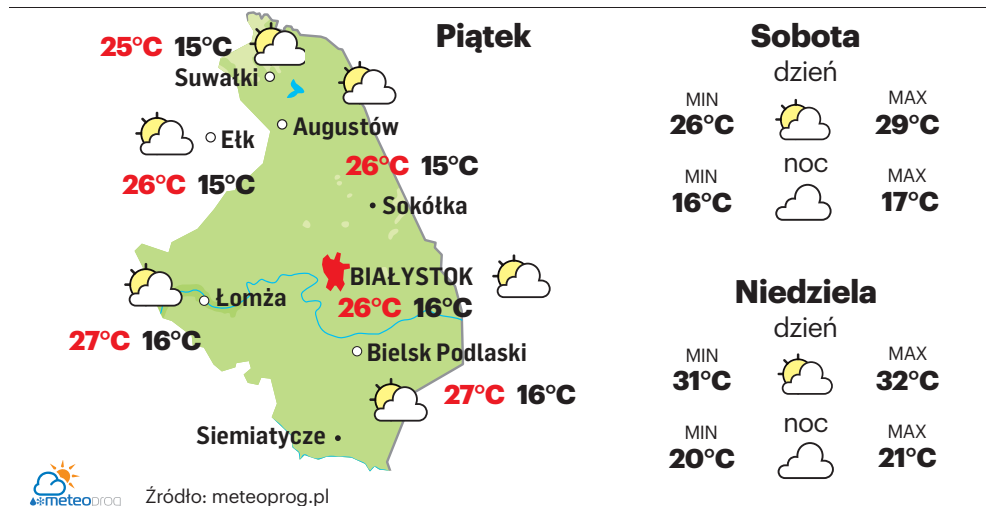 Piątek
25°C 15°C
Suwałki
Augustów
Ełk
26°C 15°C
26°C 15°C
Sokółka
BIAŁYSTOK
26°C 16°C
Łomża
27°C 16°C
Bielsk Podlaski
27°C 16°C
Siemiatycze
meteoprog
Źródło: meteoprog.pl
Sobota
dzień
MIN MAX
26°C 29°C
noc
MIN MAX
16°C 17°C
Niedziela
dzień
MIN MAX
31°C 32°C
noc
MIN MAX
20°C 21°C